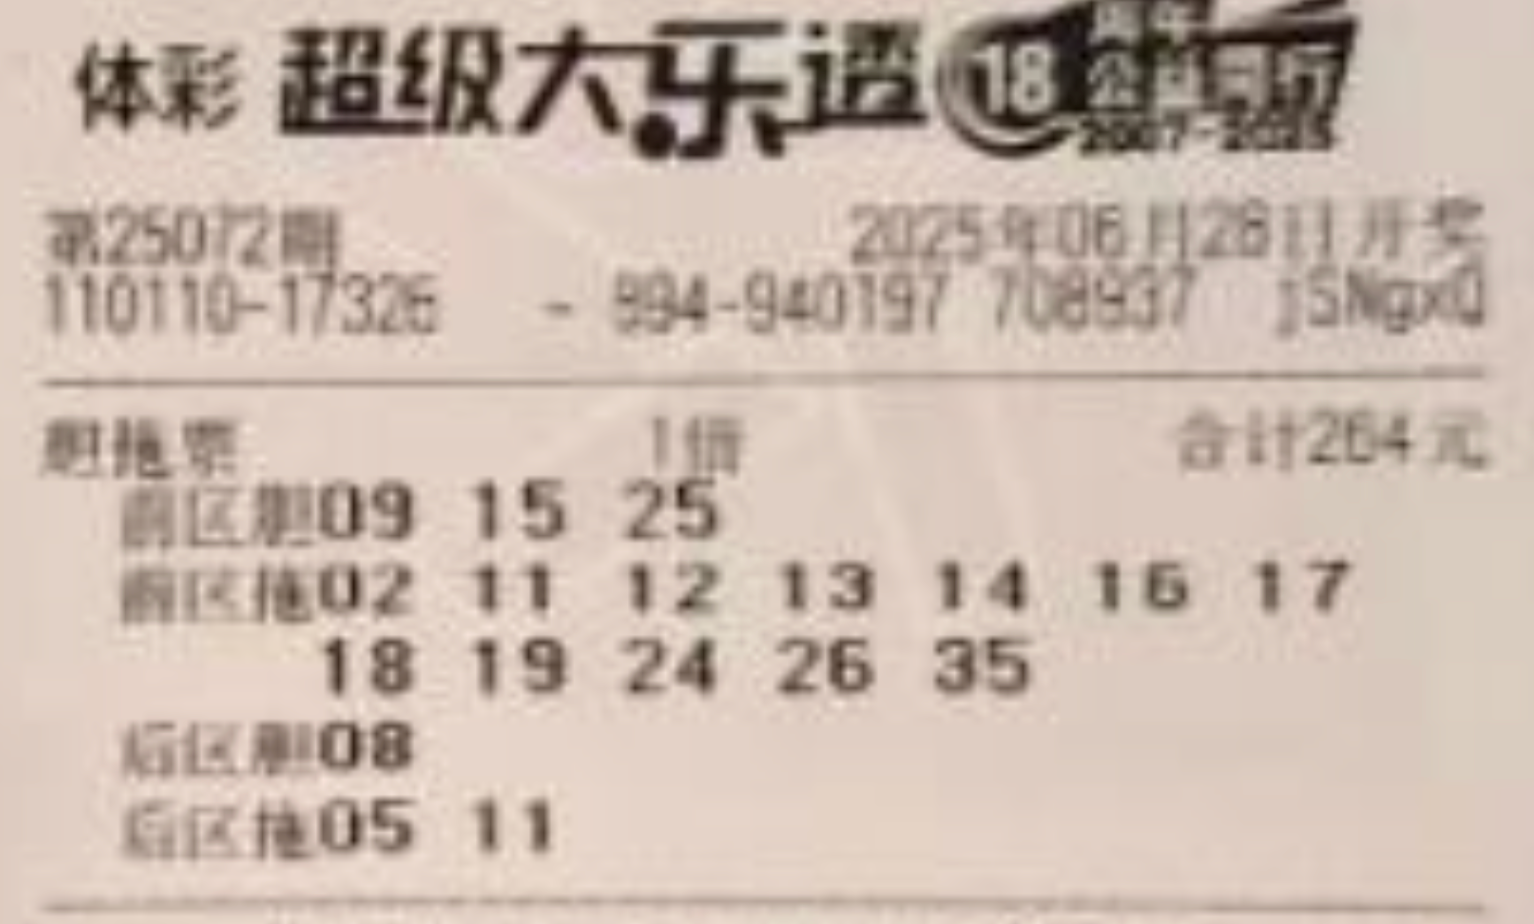 体彩 超级大乐透 18周年 公益同行 2007-2025
第25072期 2025年06月28日开奖
110110-17326 - 894-940197 708937 jSNgxQ
胆拖票 1倍 合计264元
前区胆09 15 25
前区拖02 11 12 13 14 16 17
18 19 24 26 35
后区胆08
后区拖05 11